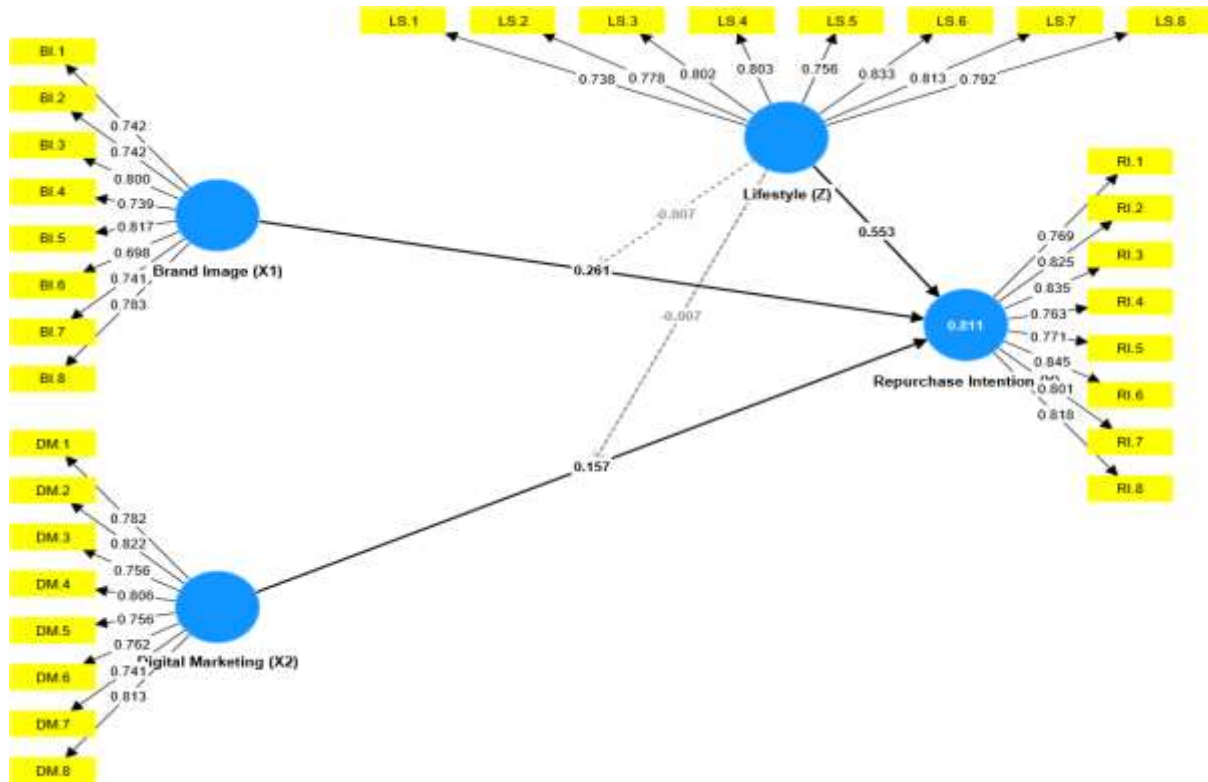 LS.1
LS.2
LS.3
LS.4
LS.5
LS.6
LS.7
LS.8
0.738
0.778
0.802
0.803
0.756
0.833
0.813
0.792
Lifestyle (Z)
BI.1
BI.2
BI.3
BI.4
BI.5
BI.6
BI.7
BI.8
0.742
0.742
0.800
0.739
0.817
0.698
0.741
0.783
Brand Image (X1)
0.553
0.261
-0.007
0.157
RI.1
RI.2
RI.3
RI.4
RI.5
RI.6
RI.7
RI.8
0.769
0.825
0.835
0.763
0.771
0.845
0.801
0.818
0.811
Repurchase Intention
DM.1
DM.2
DM.3
DM.4
DM.5
DM.6
DM.7
DM.8
0.782
0.822
0.756
0.806
0.756
0.762
0.741
0.813
Digital Marketing (X2)